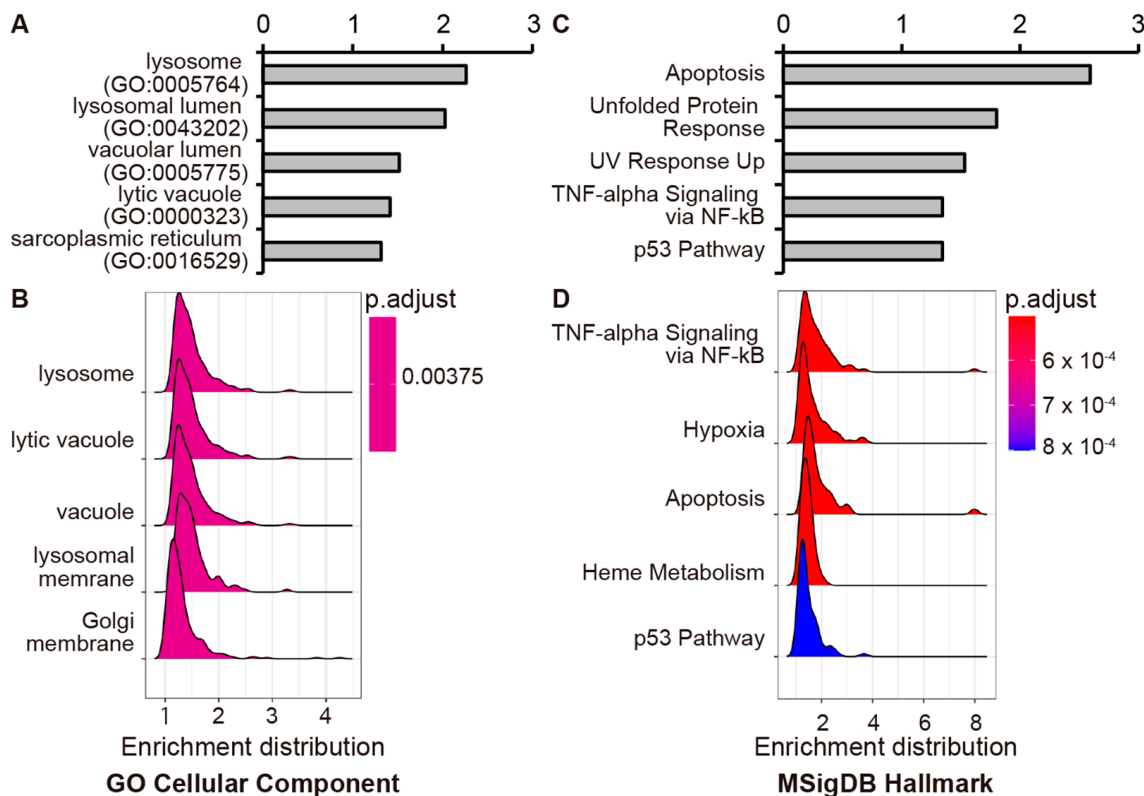 A
0 1 2 3
lysosome
(GO:0005764)
lysosomal lumen
(GO:0043202)
vacuolar lumen
(GO:0005775)
lytic vacuole
(GO:0000323)
sarcoplasmic reticulum
(GO:0016529)
C
0 1 2 3
Apoptosis
Unfolded Protein
Response
UV Response Up
TNF-alpha Signaling
via NF-kB
p53 Pathway
B
p.adjust
0.00375
lysosome
lytic vacuole
vacuole
lysosomal
memrane
Golgi
membrane
1 2 3 4
Enrichment distribution
GO Cellular Component
D
p.adjust
6 x 10⁻⁴
7 x 10⁻⁴
8 x 10⁻⁴
TNF-alpha Signaling
via NF-kB
Hypoxia
Apoptosis
Heme Metabolism
p53 Pathway
2 4 6 8
Enrichment distribution
MSigDB Hallmark